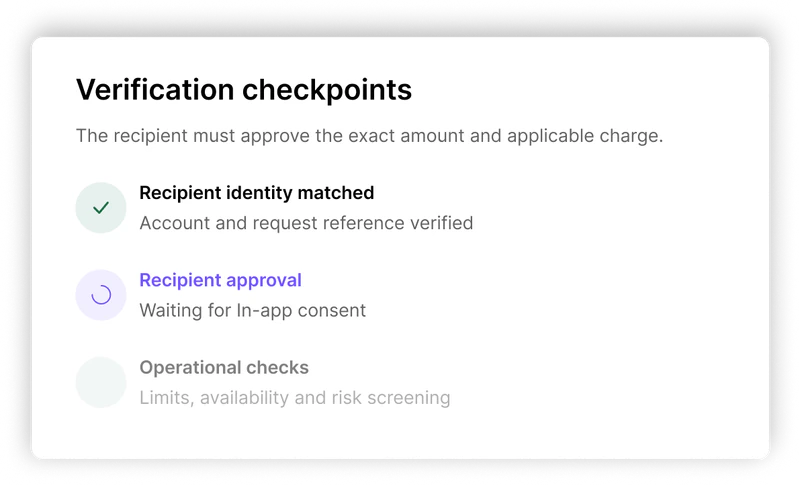 Verification checkpoints
The recipient must approve the exact amount and applicable charge.
Recipient identity matched
Account and request reference verified
Recipient approval
Waiting for In-app consent
Operational checks
Limits, availability and risk screening